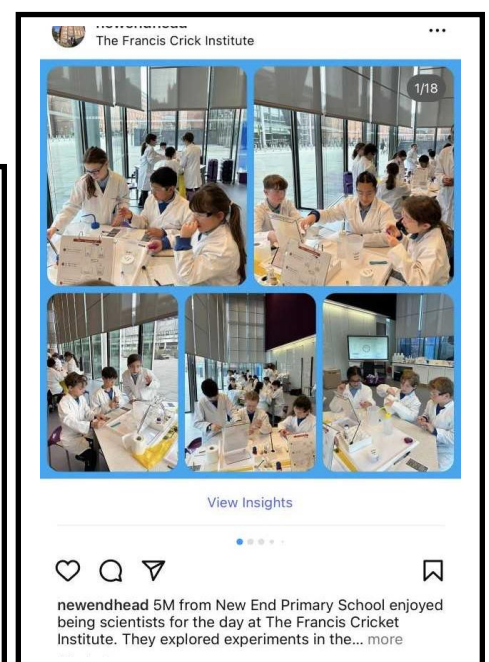 newendhead
The Francis Crick Institute
1/18
View Insights
newendhead 5M from New End Primary School enjoyed
being scientists for the day at The Francis Cricket
Institute. They explored experiments in the... more